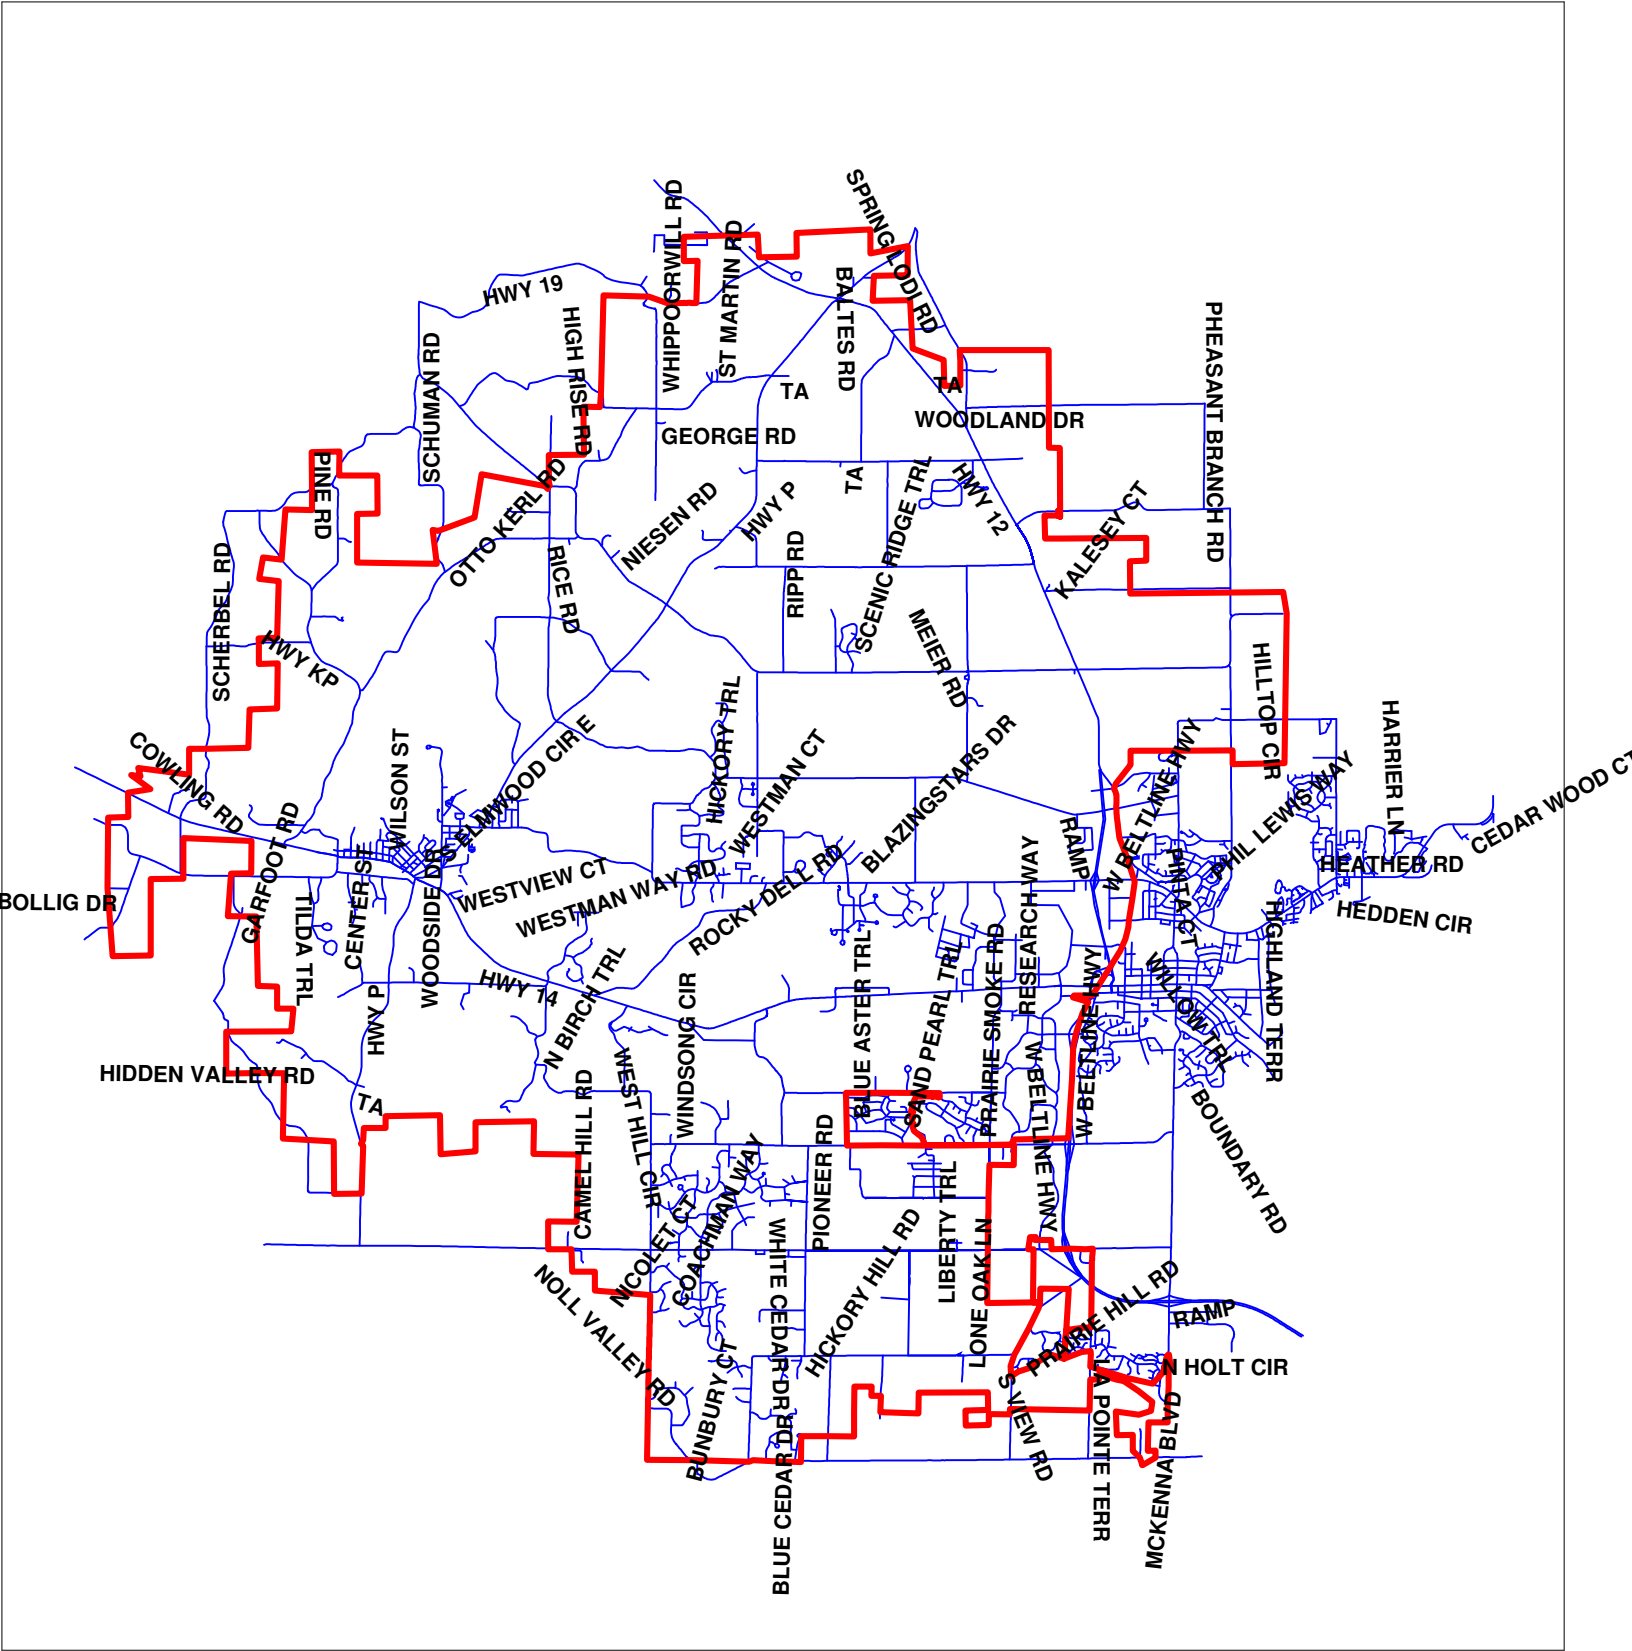 SPRING
LODI RD
WHIPPOORWILL RD
ST MARTIN RD
HWY 19
BALTES RD
HIGH RISE RD
PHEASANT BRANCH RD
SCHUMAN RD
TA
TA
WOODLAND DR
GEORGE RD
PINE RD
OTTO KERL RD
NIESEN RD
HWY P
TA
SCENIC RIDGE TRL
HWY 12
KALESEY CT
RICE RD
RIPP RD
SCHERBEL RD
HWY KP
MEIER RD
HILLTOP CIR
COWLING RD
WILSON ST
S ELMWOOD CIR E
HICKORY TRL
WESTMAN CT
BLAZINGSTARS DR
W BELTLINE HWY
PHIL LEWIS WAY
HARRIER LN
CEDAR WOOD CT
HEATHER RD
HEDDEN CIR
RAMP
PINTA CT
GARFOOT RD
BOLLIG DR
TILDA TRL
CENTER ST
WOODSIDE DR
WESTVIEW CT
WESTMAN WAY RD
ROCKY DELL RD
RESEARCH WAY
HIGHLAND TERR
HWY 14
N BIRCH TRL
WINDSONG CIR
BLUE ASTER TRL
SAND PEARL TRL
PRAIRIE SMOKE RD
W BELTLINE HWY
W BELTLINE HWY
WILLOW TRL
HWY P
HIDDEN VALLEY RD
TA
CAMEL HILL RD
WEST HILL CIR
BOUNDARY RD
PIONEER RD
NICOLET CT
COACHMAN WAY
WHITE CEDAR DR
HICKORY HILL RD
LIBERTY TRL
LONE OAK LN
NOLL VALLEY RD
PRAIRIE HILL RD
RAMP
N HOLT CIR
BUNBURY CT
BLUE CEDAR DR
S VIEW RD
LA POINTE TERR
MCKENNA BLVD